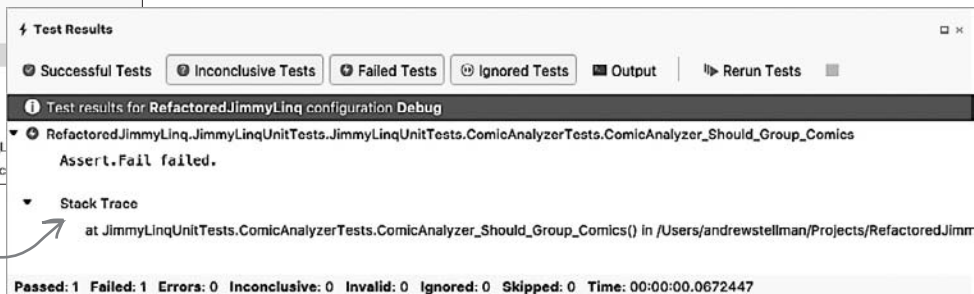 Test Results
Successful Tests Inconclusive Tests Failed Tests Ignored Tests Output Rerun Tests
Test results for RefactoredJimmyLinq configuration Debug
RefactoredJimmyLinq.JimmyLinqUnitTests.JimmyLinqUnitTests.ComicAnalyzerTests.ComicAnalyzer_Should_Group_Comics
Assert.Fail failed.
Stack Trace
at JimmyLinqUnitTests.ComicAnalyzerTests.ComicAnalyzer_Should_Group_Comics() in /Users/andrewstellman/Projects/RefactoredJimm
Passed: 1 Failed: 1 Errors: 0 Inconclusive: 0 Invalid: 0 Ignored: 0 Skipped: 0 Time: 00:00:00.0672447